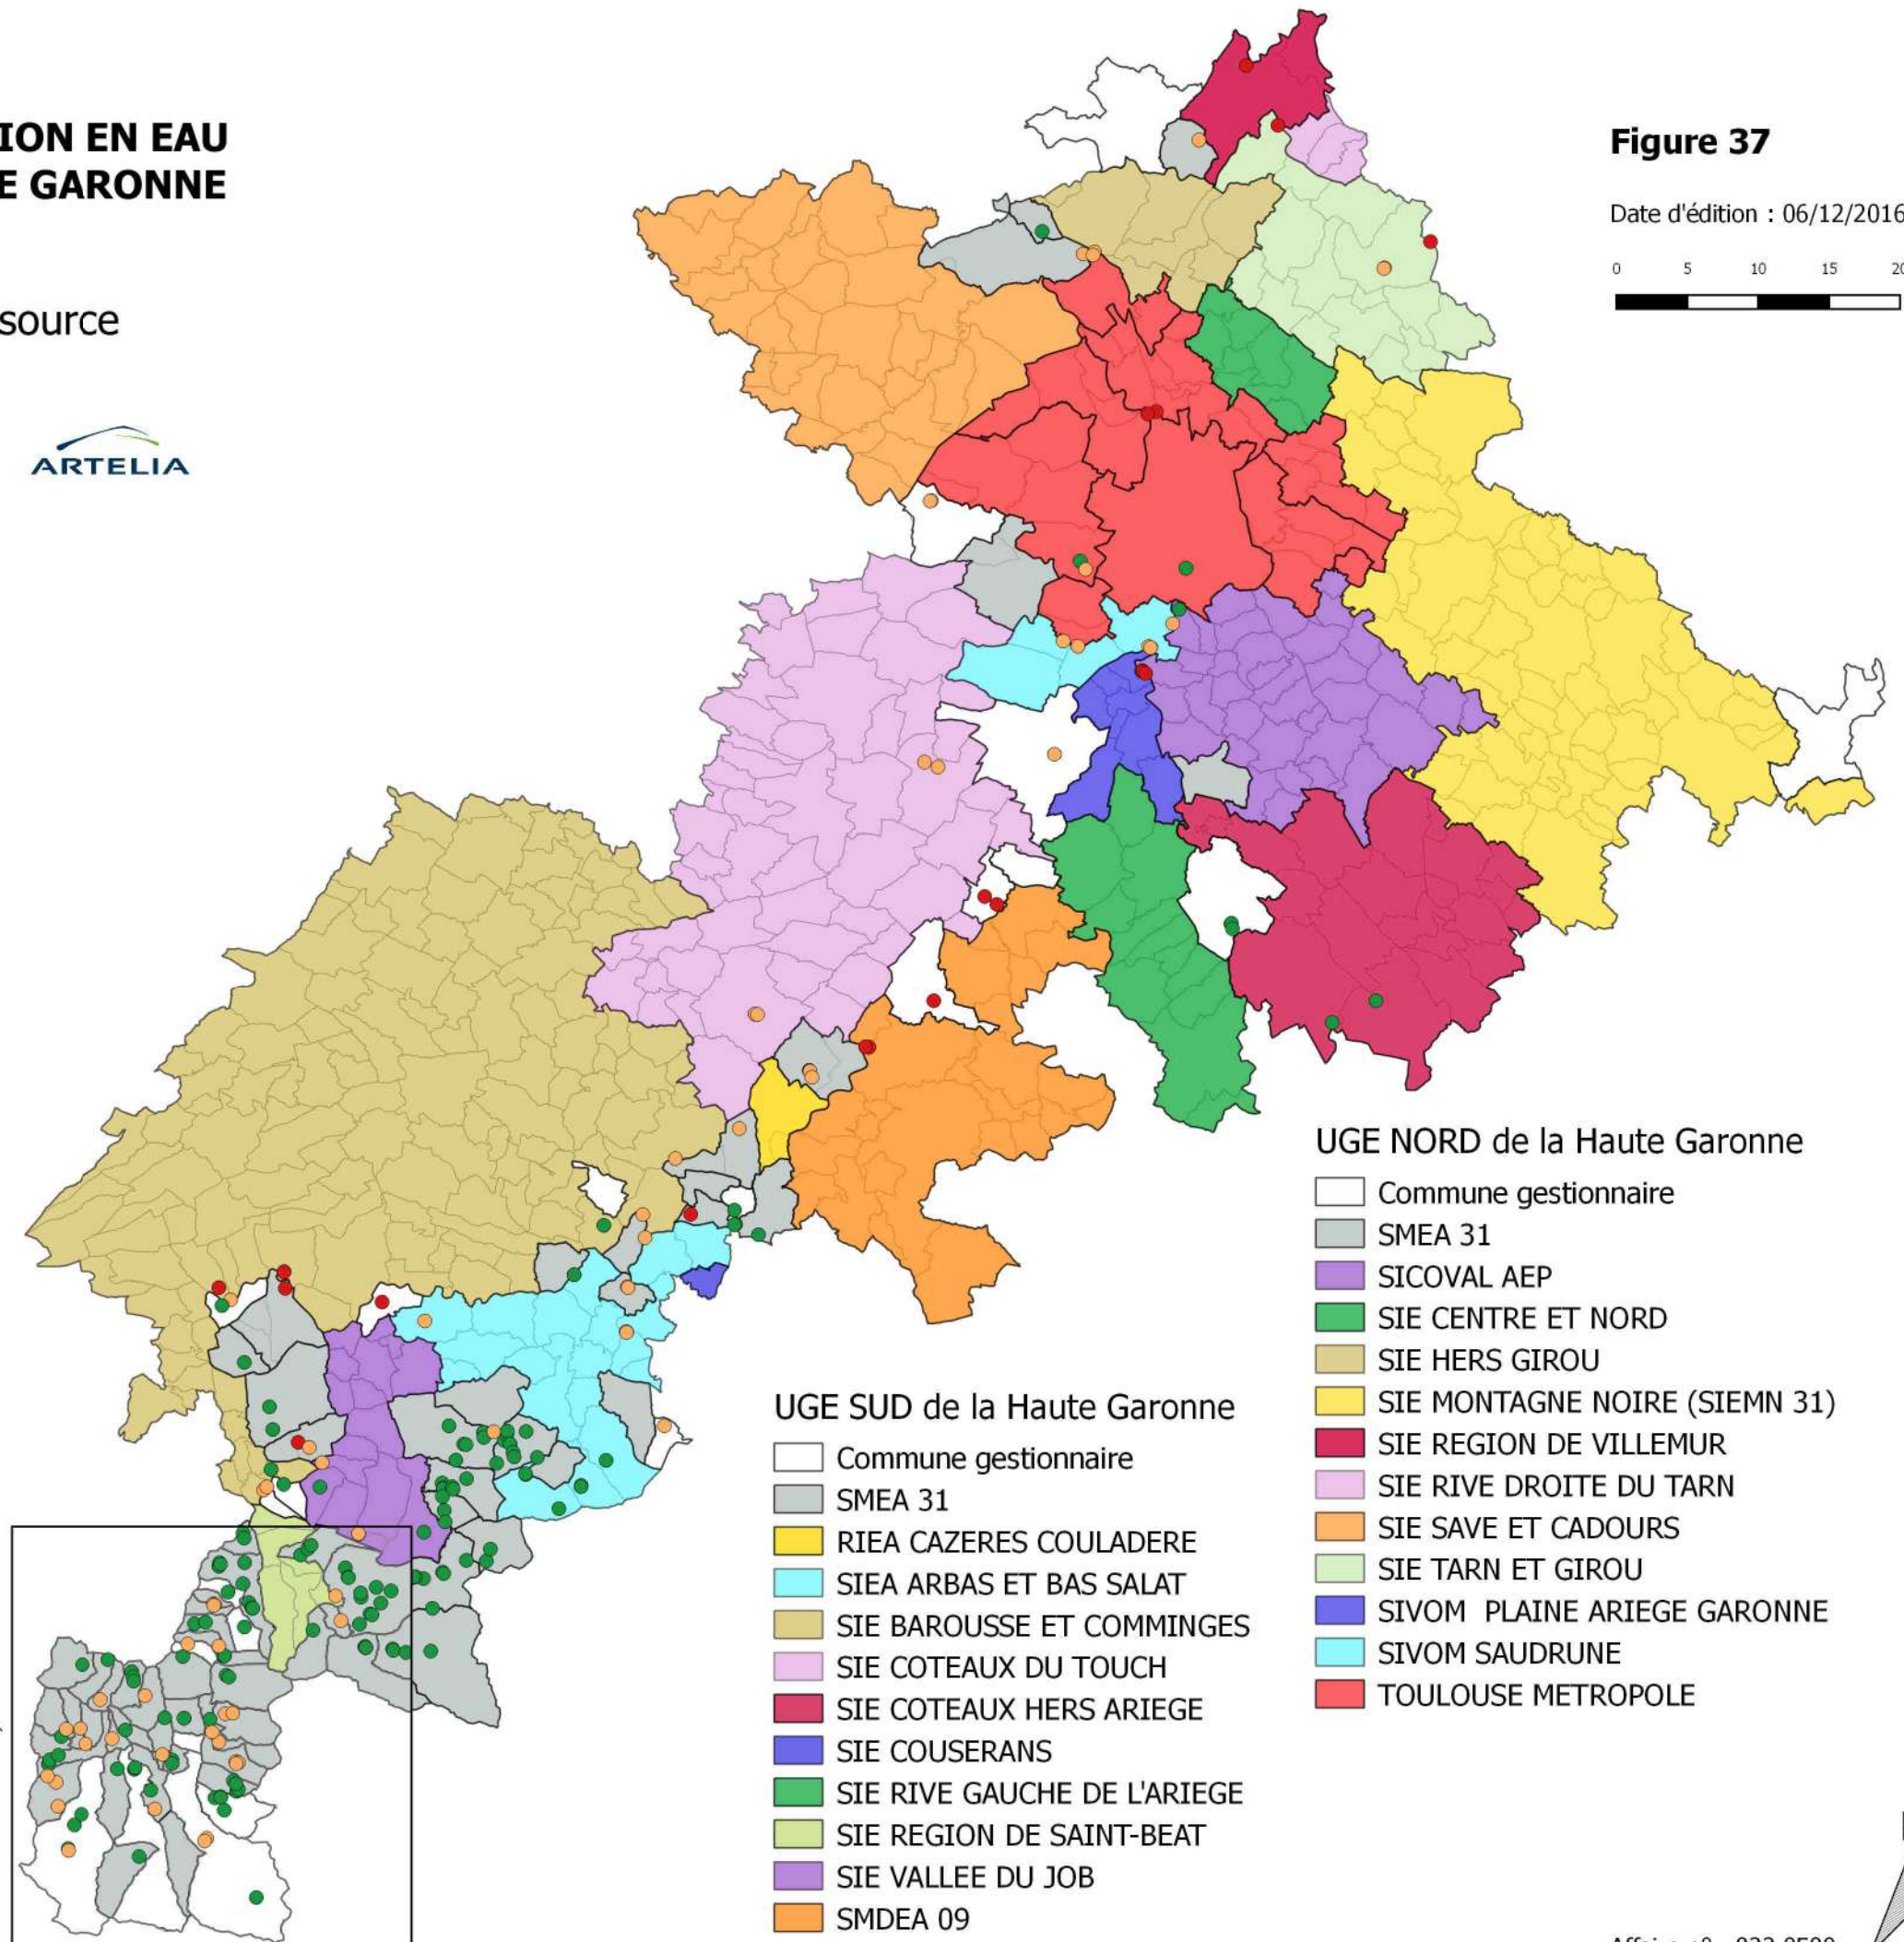 ION EN EAU
E GARONNE
source
ARTELIA
Figure 37
Date d'édition : 06/12/2016
0 5 10 15 20
UGE NORD de la Haute Garonne
Commune gestionnaire
SMEA 31
SICOVAL AEP
SIE CENTRE ET NORD
SIE HERS GIROU
SIE MONTAGNE NOIRE (SIEMN 31)
SIE REGION DE VILLEMUR
SIE RIVE DROITE DU TARN
SIE SAVE ET CADOURS
SIE TARN ET GIROU
SIVOM  PLAINE ARIEGE GARONNE
SIVOM SAUDRUNE
TOULOUSE METROPOLE
UGE SUD de la Haute Garonne
Commune gestionnaire
SMEA 31
RIEA CAZERES COULADERE
SIEA ARBAS ET BAS SALAT
SIE BAROUSSE ET COMMINGES
SIE COTEAUX DU TOUCH
SIE COTEAUX HERS ARIEGE
SIE COUSERANS
SIE RIVE GAUCHE DE L'ARIEGE
SIE REGION DE SAINT-BEAT
SIE VALLEE DU JOB
SMDEA 09